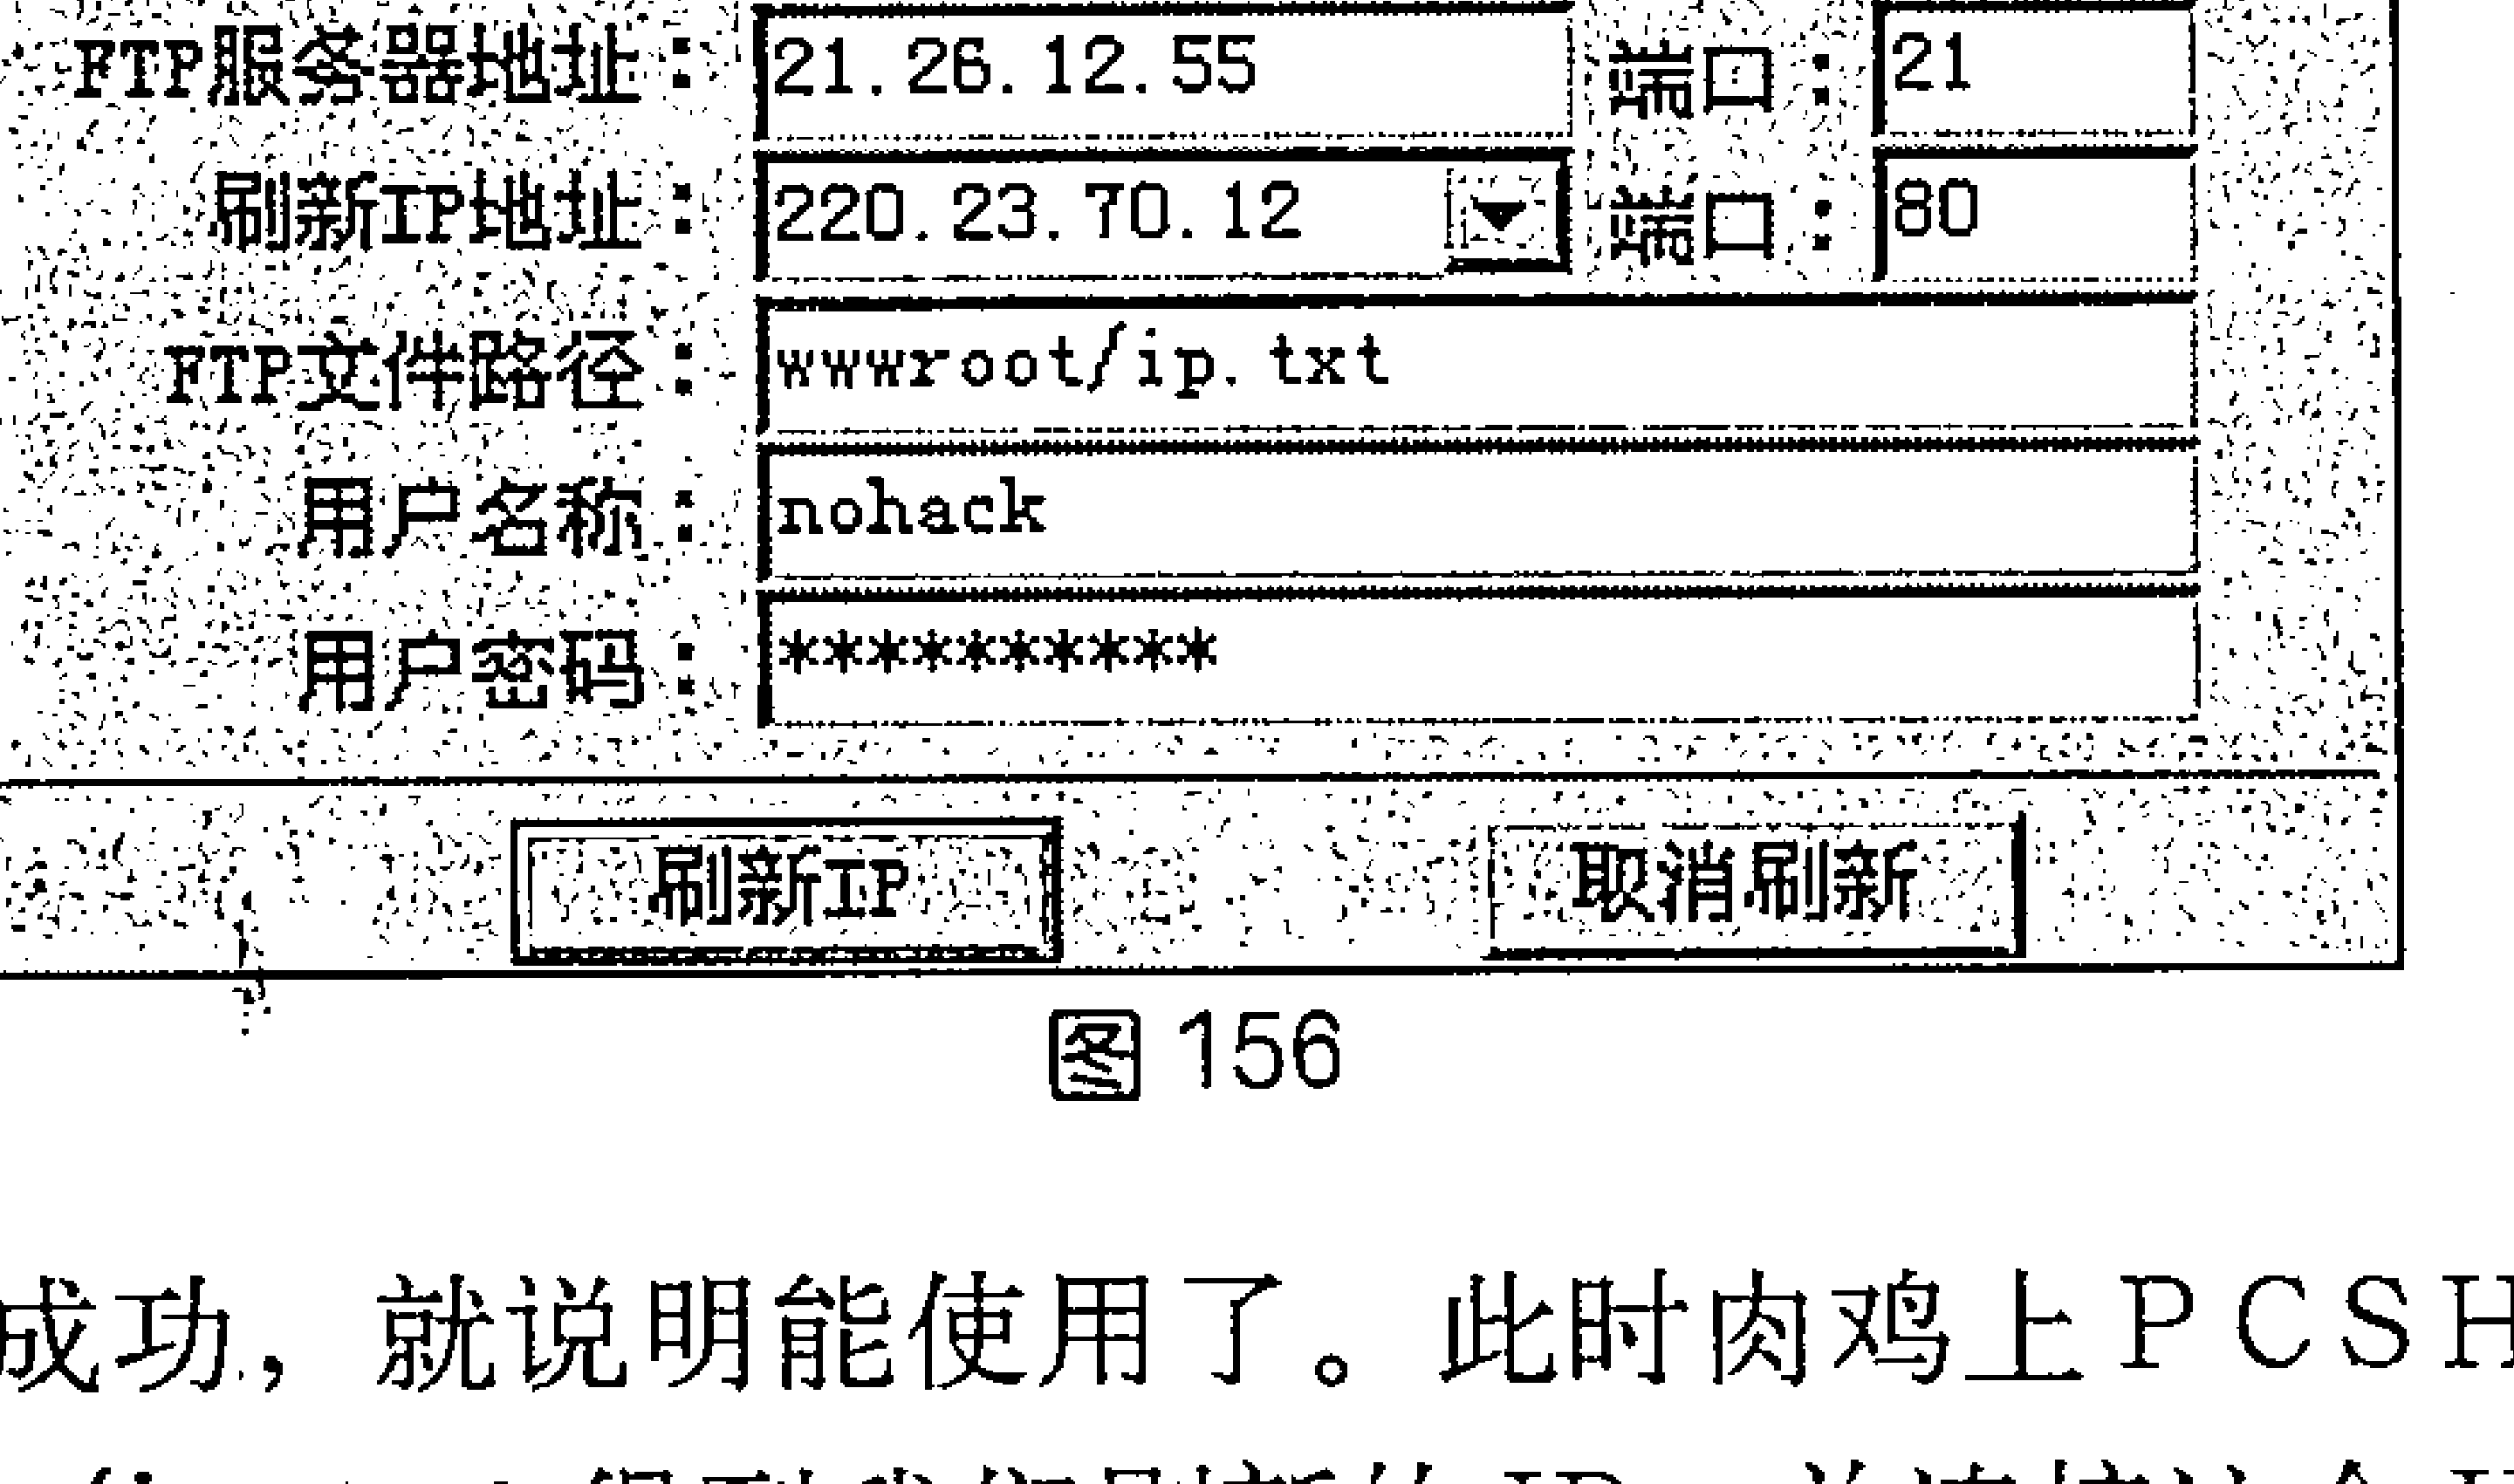 FTP服务器地址： 21.26.12.55 端口： 21
刷新IP地址： 220.23.70.12 端口： 80
FTP文件路径： wwwroot/ip.txt
用户名称： nohack
用户密码： **********
刷新IP 取消刷新
图 156
成功，就说明能使用了。此时肉鸡上PCSH